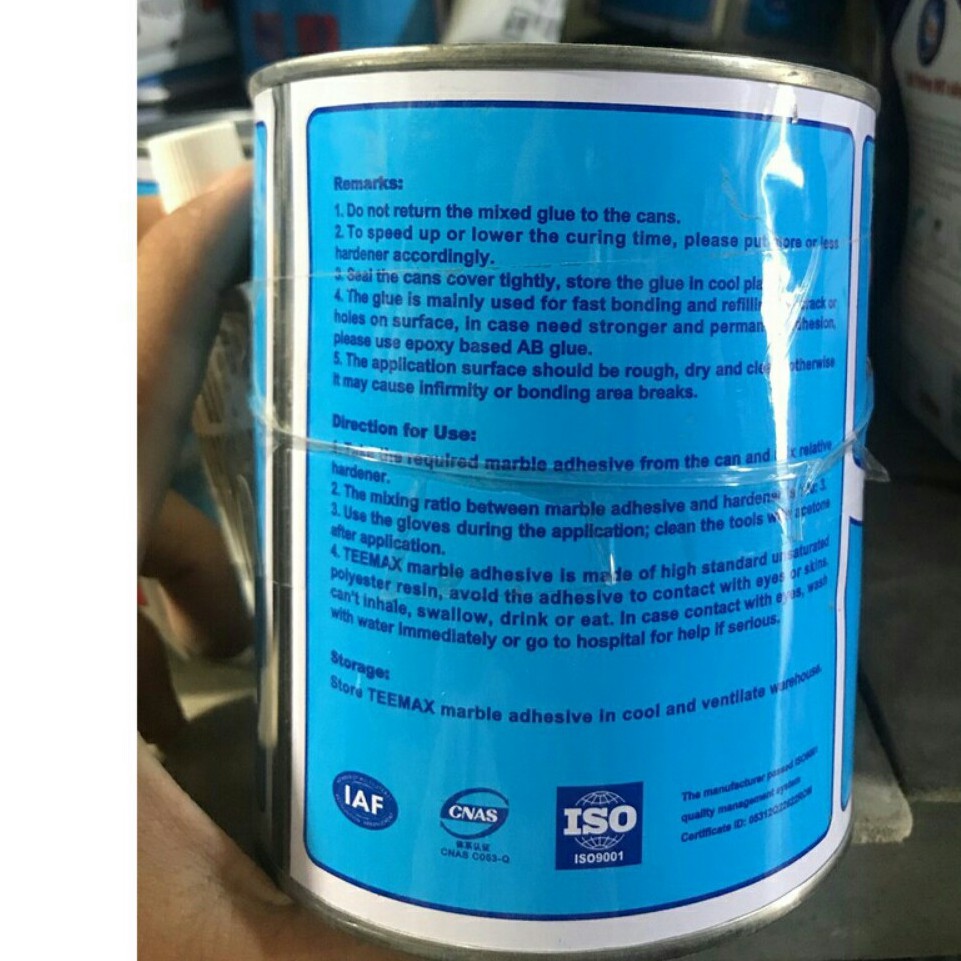 Remarks:
1. Do not return the mixed glue to the cans.
2. To speed up or lower the curing time, please put more or less
hardener accordingly.
3. Seal the cans cover tightly, store the glue in cool
4. The glue is mainly used for fast bonding and crack or
holes on surface, in case need stronger and
please use epoxy based AB glue.
5. The application surface should be rough, dry and otherwise
it may cause infirmity or bonding area breaks.
Direction for Use:
1. Take the required marble adhesive from the can and relative
hardener.
2. The mixing ratio between marble adhesive and 3.
3. Use the gloves during the application; clean the tools acetone
after application.
4. TEEMAX marble adhesive is made of high standard unsaturated
polyester resin, avoid the adhesive to contact with eyes or skins,
can't inhale, swallow, drink or eat. In case contact with eyes, wash
with water immediately or go to hospital for help if serious.
Storage:
Store TEEMAX marble adhesive in cool and ventilate warehouse.
IAF
CNAS
CNAS C063-Q
ISO
ISO9001
The manufacturer passed ISO9001
quality management system
Certificate ID: